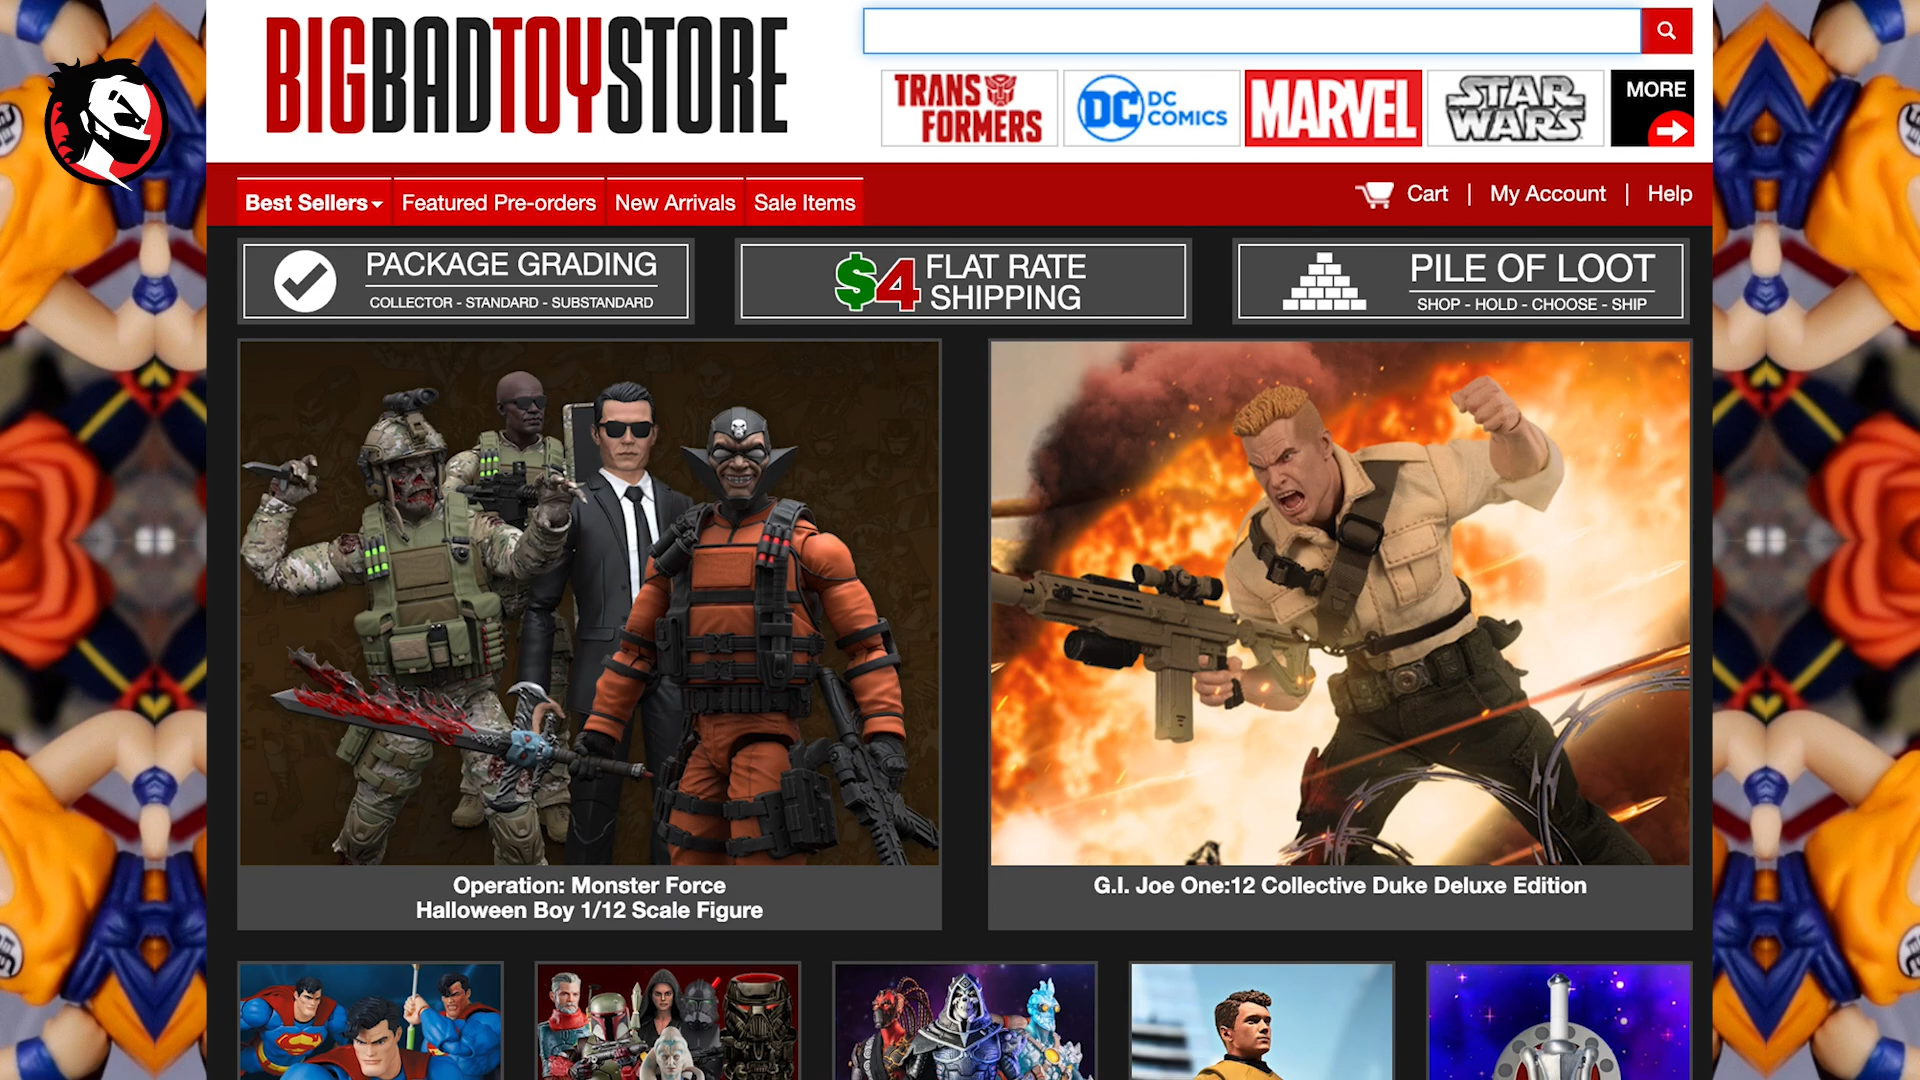 BIGBADTOYSTORE
TRANSFORMERS
DC
DC COMICS
MARVEL
STAR WARS
MORE
Best Sellers
Featured Pre-orders
New Arrivals
Sale Items
Cart | My Account | Help
PACKAGE GRADING
COLLECTOR - STANDARD - SUBSTANDARD
$4 FLAT RATE
SHIPPING
PILE OF LOOT
SHOP - HOLD - CHOOSE - SHIP
Operation: Monster Force
Halloween Boy 1/12 Scale Figure
G.I. Joe One:12 Collective Duke Deluxe Edition